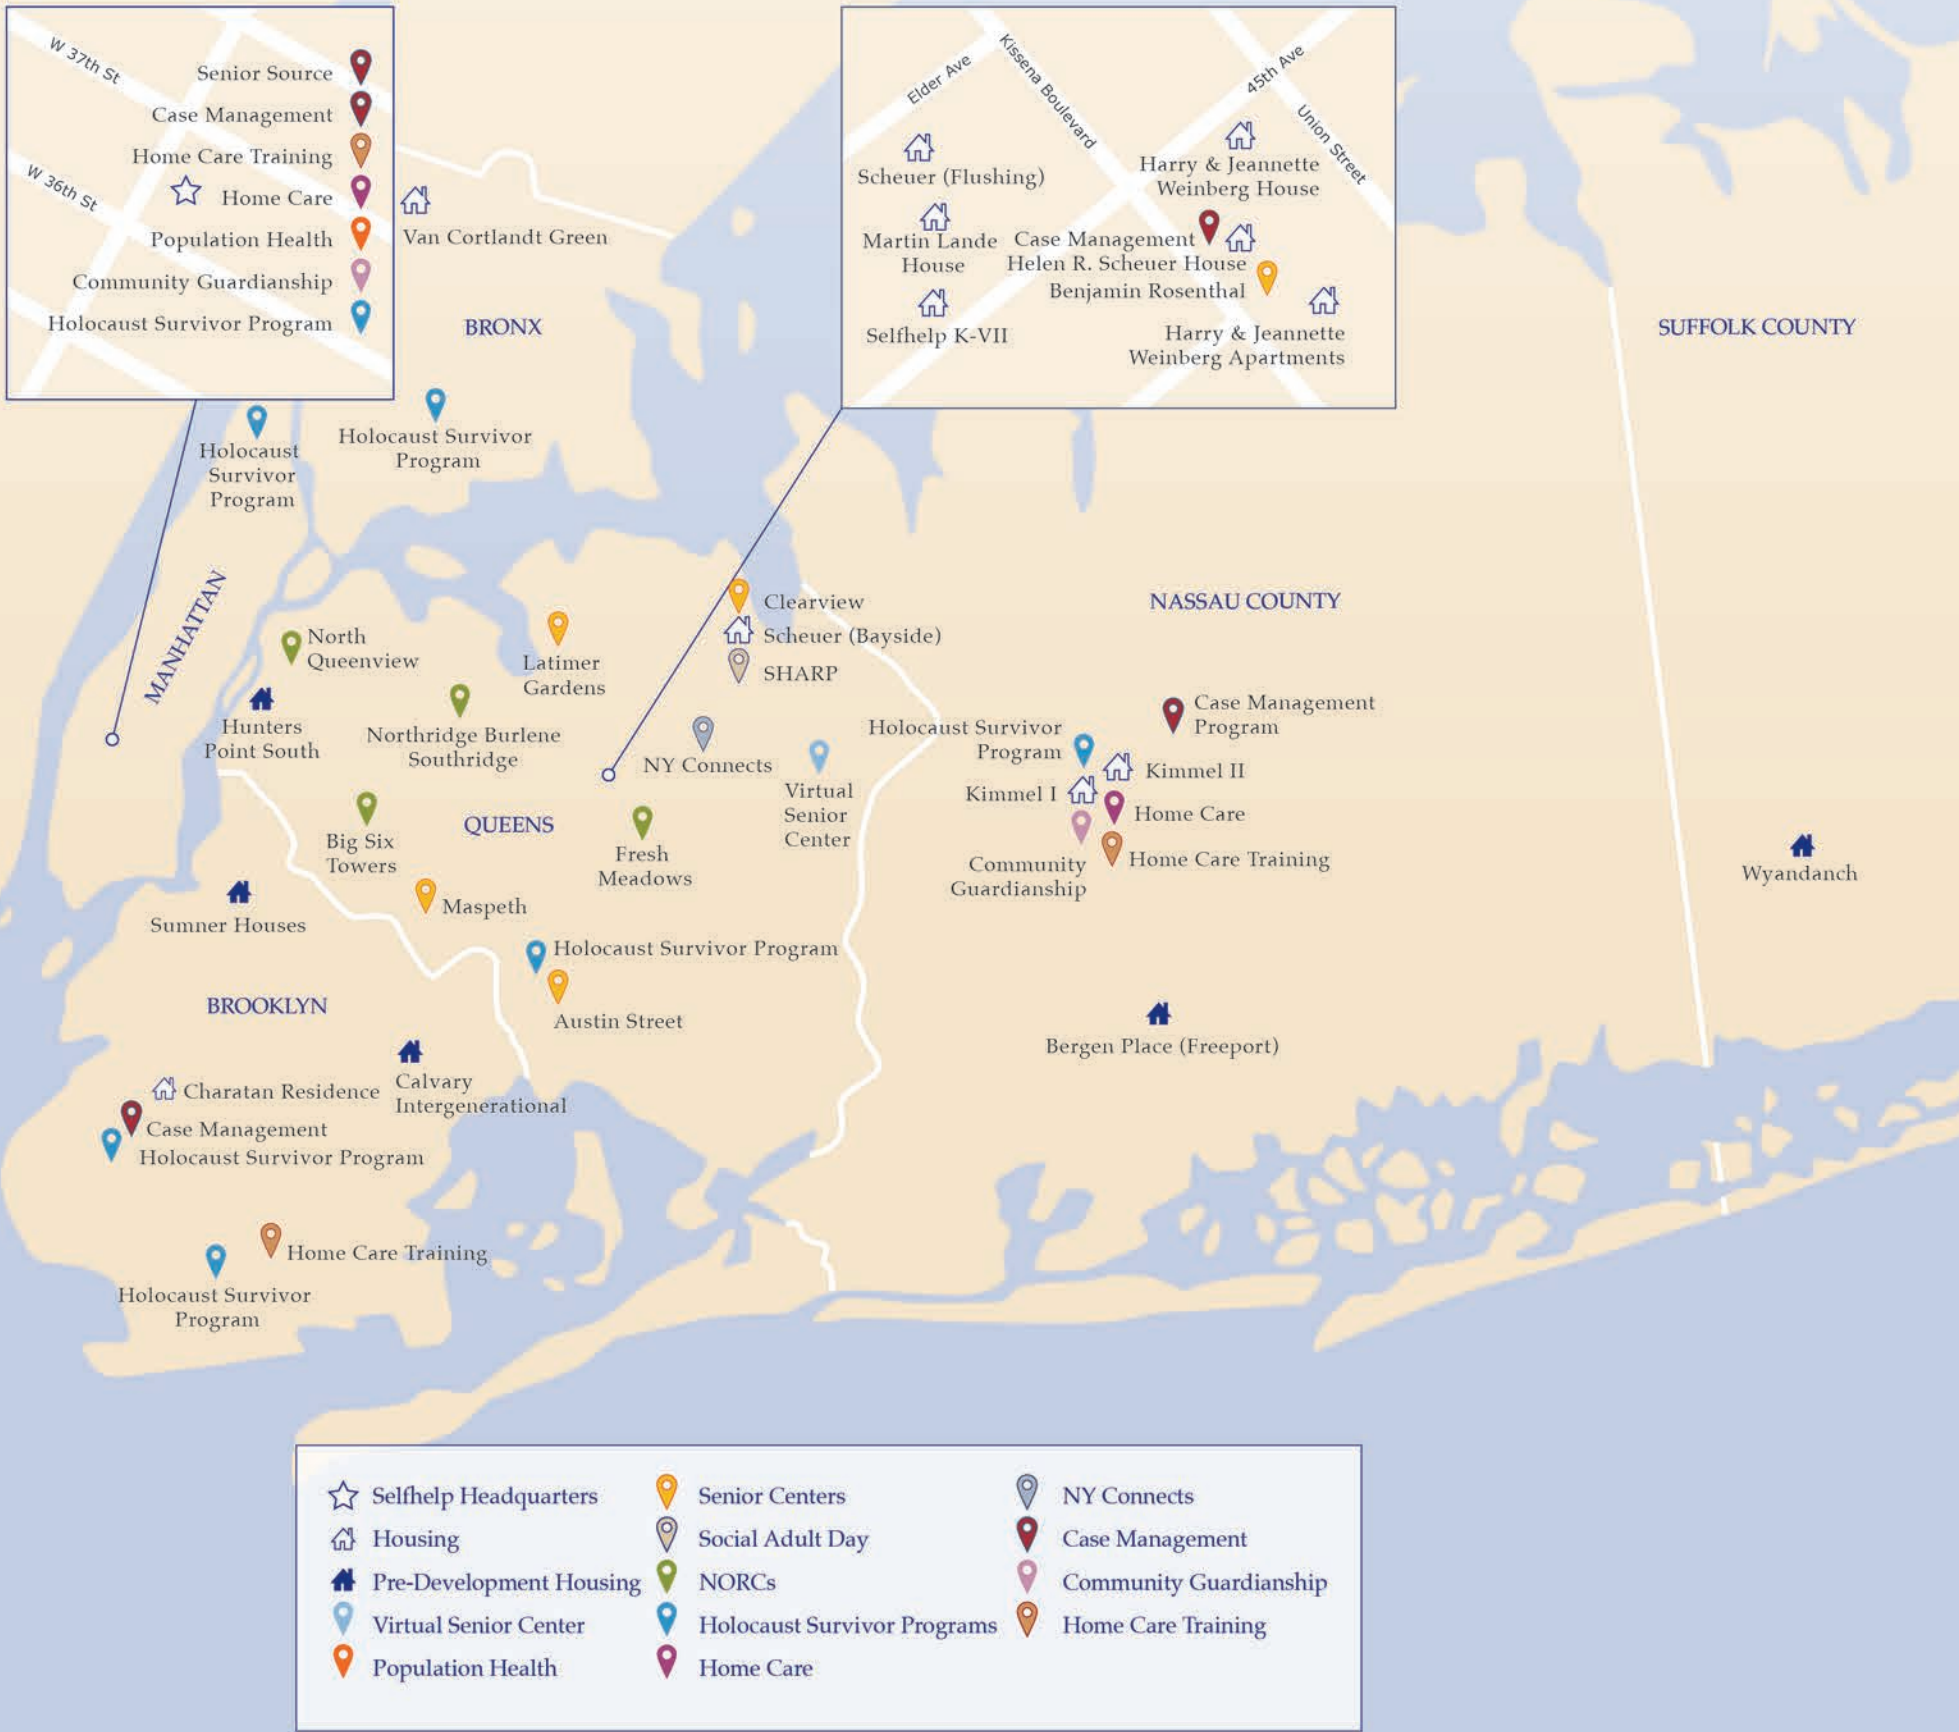 W 37th St
W 36th St
Senior Source
Case Management
Home Care Training
Home Care
Population Health
Community Guardianship
Holocaust Survivor Program
Elder Ave
Kissena Boulevard
45th Ave
Union Street
Scheuer (Flushing)
Martin Lande
House
Selfhelp K-VII
Harry & Jeannette
Weinberg House
Case Management
Helen R. Scheuer House
Benjamin Rosenthal
Harry & Jeannette
Weinberg Apartments
Van Cortlandt Green
BRONX
SUFFOLK COUNTY
Holocaust
Survivor
Program
Holocaust Survivor
Program
MANHATTAN
NASSAU COUNTY
North
Queenview
Hunters
Point South
Latimer
Gardens
Clearview
Scheuer (Bayside)
SHARP
Northridge Burlene
Southridge
NY Connects
Virtual
Senior
Center
Big Six
Towers
QUEENS
Fresh
Meadows
Maspeth
Holocaust Survivor
Program
Case Management
Program
Kimmel II
Kimmel I
Home Care
Community
Guardianship
Home Care Training
Wyandanch
Sumner Houses
Holocaust Survivor Program
Austin Street
BROOKLYN
Bergen Place (Freeport)
Calvary
Intergenerational
Charatan Residence
Case Management
Holocaust Survivor Program
Home Care Training
Holocaust Survivor
Program
Selfhelp Headquarters
Housing
Pre-Development Housing
Virtual Senior Center
Population Health
Senior Centers
Social Adult Day
NORCs
Holocaust Survivor Programs
Home Care
NY Connects
Case Management
Community Guardianship
Home Care Training